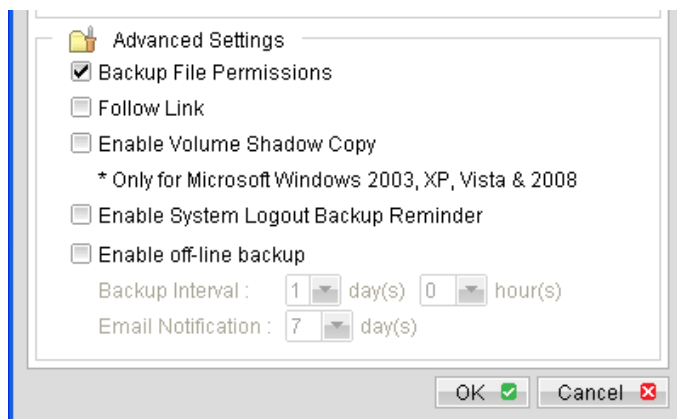 Advanced Settings
Backup File Permissions
Follow Link
Enable Volume Shadow Copy
* Only for Microsoft Windows 2003, XP, Vista & 2008
Enable System Logout Backup Reminder
Enable off-line backup
Backup Interval : 1 day(s) 0 hour(s)
Email Notification : 7 day(s)
OK Cancel